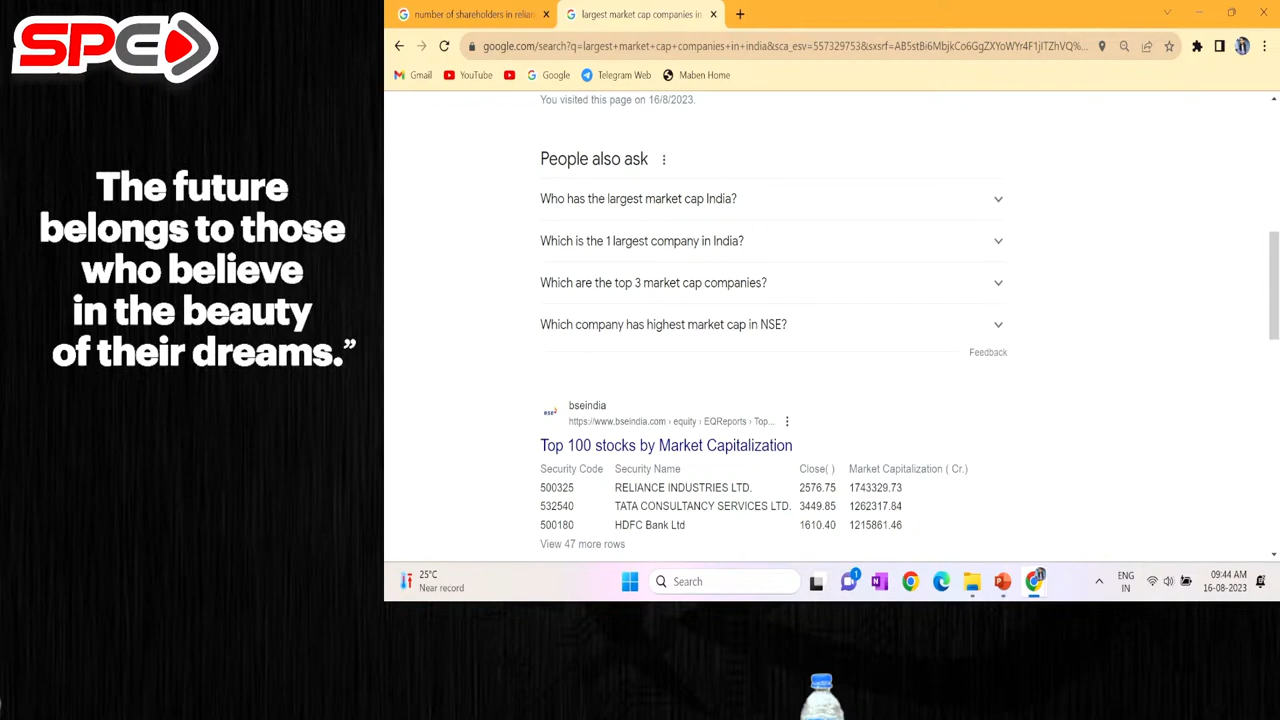 SPE
The future
belongs to those
who believe
in the beauty
of their dreams.”
number of shareholders in relian
largest market cap companies in
google.com/search?q=largest+market+cap+companies+in+india&sca_esv=557329753&sxsrf=AB5stBi6MbjkCo6GgZXYoWYr4F1jITZhVQ%...
Gmail
YouTube
Google
Telegram Web
Maben Home
You visited this page on 16/8/2023.
People also ask
Who has the largest market cap India?
Which is the 1 largest company in India?
Which are the top 3 market cap companies?
Which company has highest market cap in NSE?
Feedback
BSE
bseindia
https://www.bseindia.com › equity › EQReports › Top...
Top 100 stocks by Market Capitalization
Security Code Security Name Close( ) Market Capitalization ( Cr.)
500325 RELIANCE INDUSTRIES LTD. 2576.75 1743329.73
532540 TATA CONSULTANCY SERVICES LTD. 3449.85 1262317.84
500180 HDFC Bank Ltd 1610.40 1215861.46
View 47 more rows
25°C
Near record
Search
ENG
IN
09:44 AM
16-08-2023